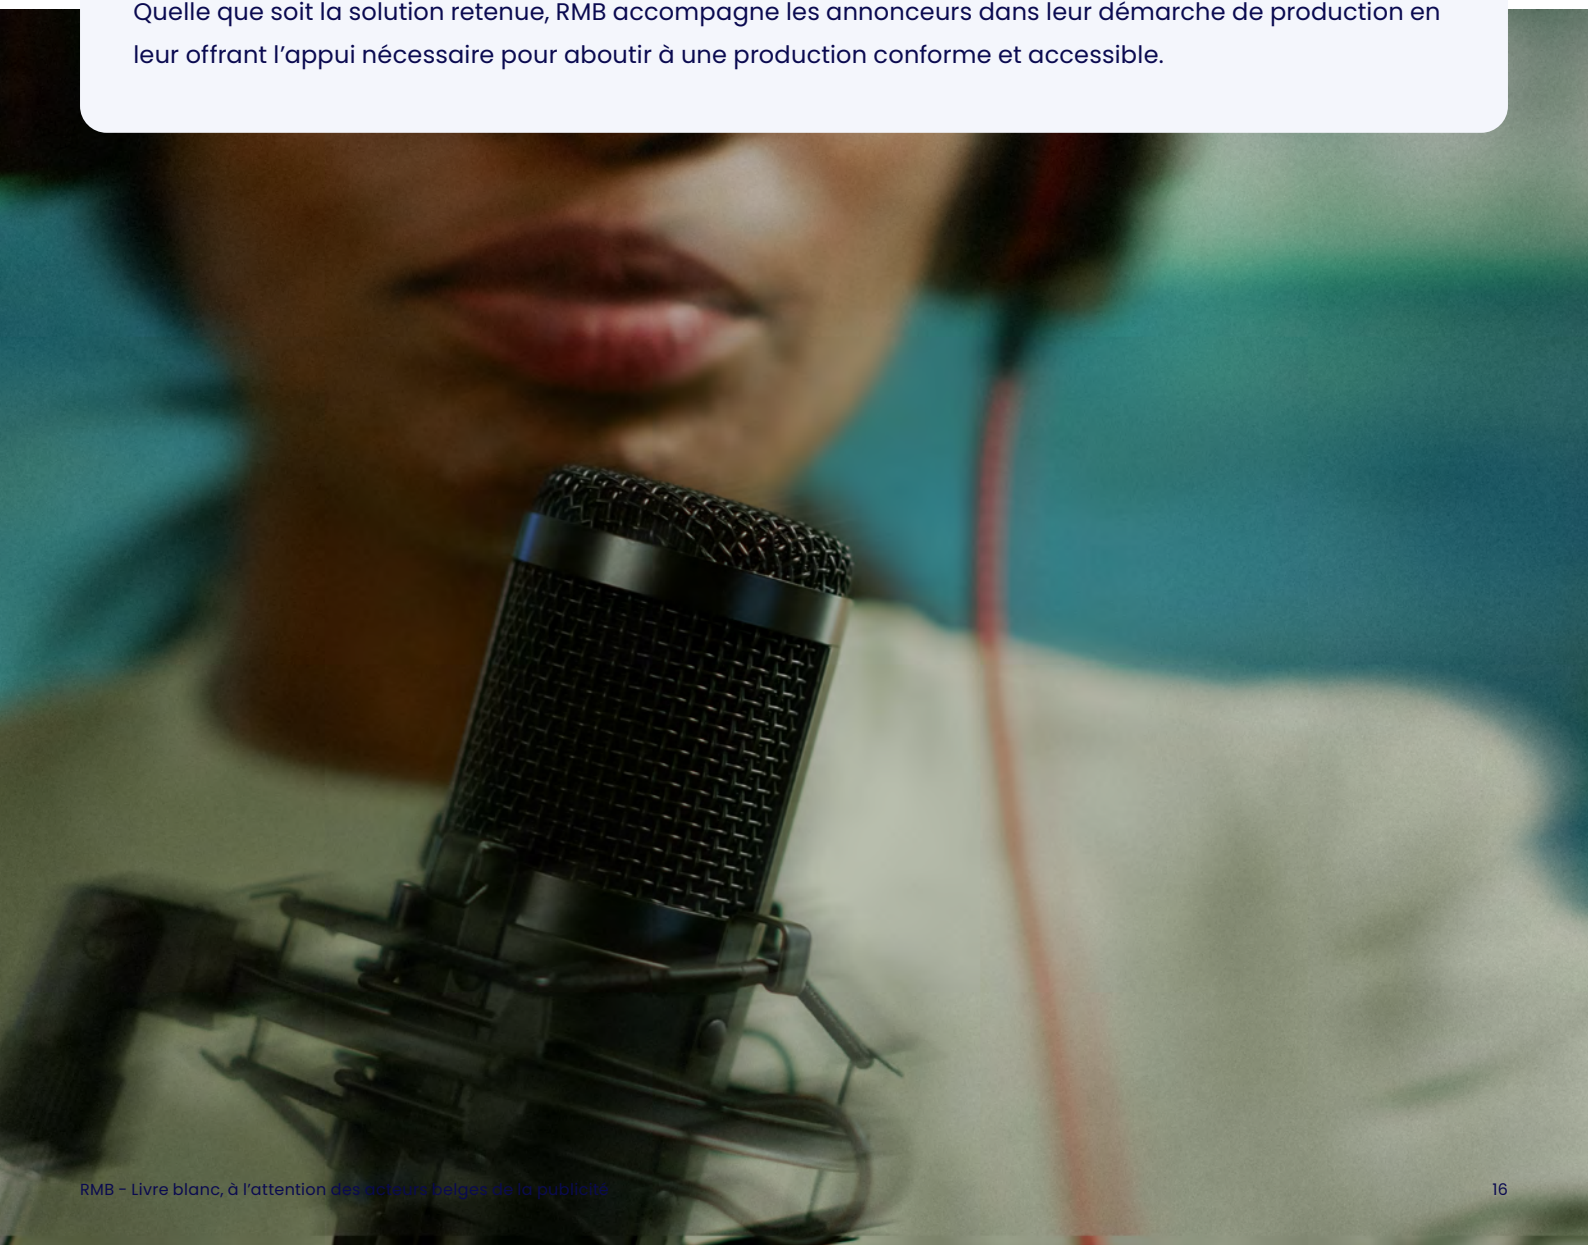 Quelle que soit la solution retenue, RMB accompagne les annonceurs dans leur démarche de production en
leur offrant l’appui nécessaire pour aboutir à une production conforme et accessible.
RMB - Livre blanc, à l’attention des acteurs belges de la publicité
16